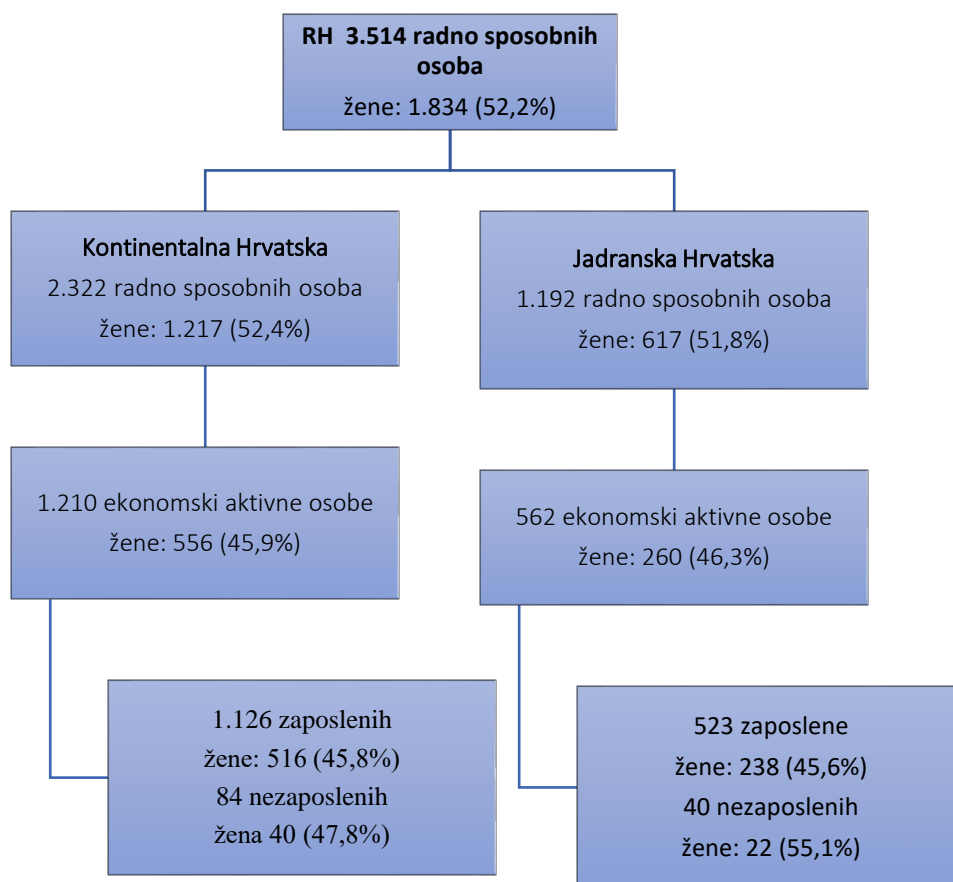 RH 3.514 radno sposobnih
osoba
žene: 1.834 (52,2%)
Kontinentalna Hrvatska
2.322 radno sposobnih osoba
žene: 1.217 (52,4%)
Jadranska Hrvatska
1.192 radno sposobnih osoba
žene: 617 (51,8%)
1.210 ekonomski aktivne osobe
žene: 556 (45,9%)
562 ekonomski aktivne osobe
žene: 260 (46,3%)
1.126 zaposlenih
žene: 516 (45,8%)
84 nezaposlenih
žena 40 (47,8%)
523 zaposlene
žene: 238 (45,6%)
40 nezaposlenih
žene: 22 (55,1%)